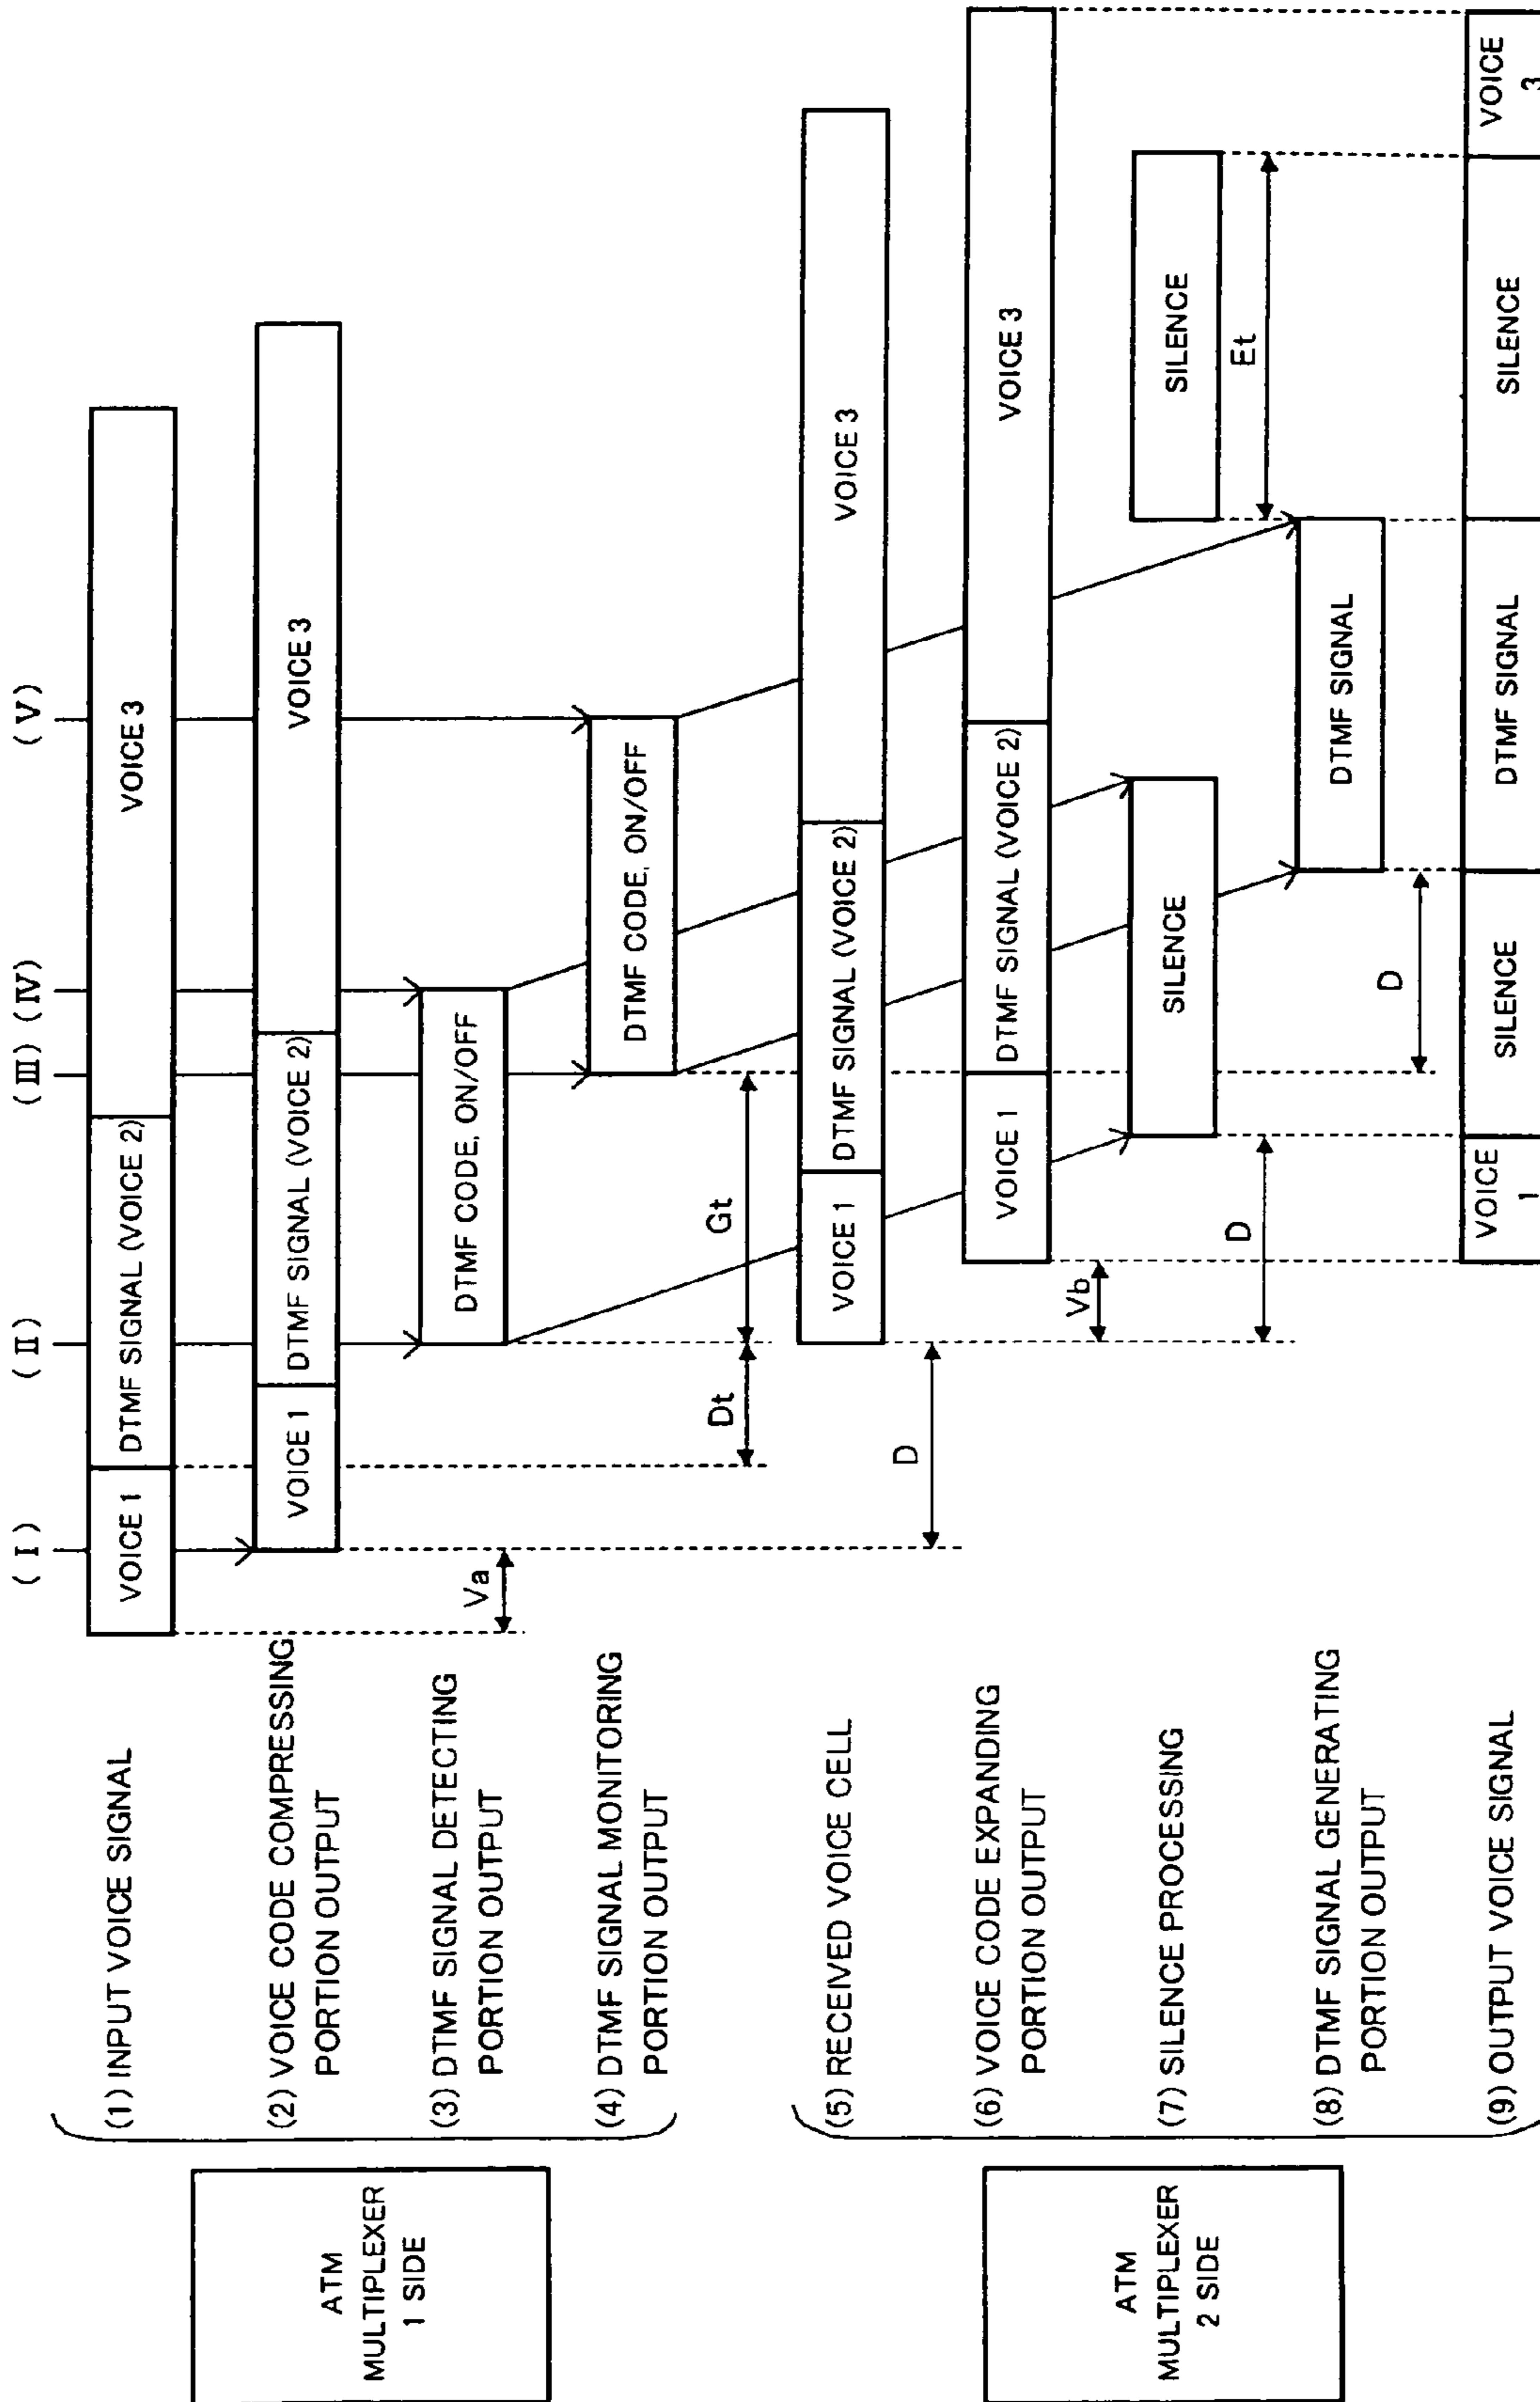 (I)
(II)
(III)
(IV)
(V)
ATM
MULTIPLEXER
1 SIDE
(1) INPUT VOICE SIGNAL
VOICE 1
DTMF SIGNAL (VOICE 2)
VOICE 3
(2) VOICE CODE COMPRESSING
PORTION OUTPUT
VOICE 1
DTMF SIGNAL (VOICE 2)
VOICE 3
(3) DTMF SIGNAL DETECTING
PORTION OUTPUT
Va
DTMF CODE, ON/OFF
(4) DTMF SIGNAL MONITORING
PORTION OUTPUT
DTMF CODE, ON/OFF
Dt
Gt
ATM
MULTIPLEXER
2 SIDE
(5) RECEIVED VOICE CELL
VOICE 1
DTMF SIGNAL (VOICE 2)
VOICE 3
D
(6) VOICE CODE EXPANDING
PORTION OUTPUT
VOICE 1
DTMF SIGNAL (VOICE 2)
VOICE 3
Vb
(7) SILENCE PROCESSING
SILENCE
SILENCE
D
Et
(8) DTMF SIGNAL GENERATING
PORTION OUTPUT
DTMF SIGNAL
D
(9) OUTPUT VOICE SIGNAL
VOICE
1
SILENCE
DTMF SIGNAL
SILENCE
VOICE
3